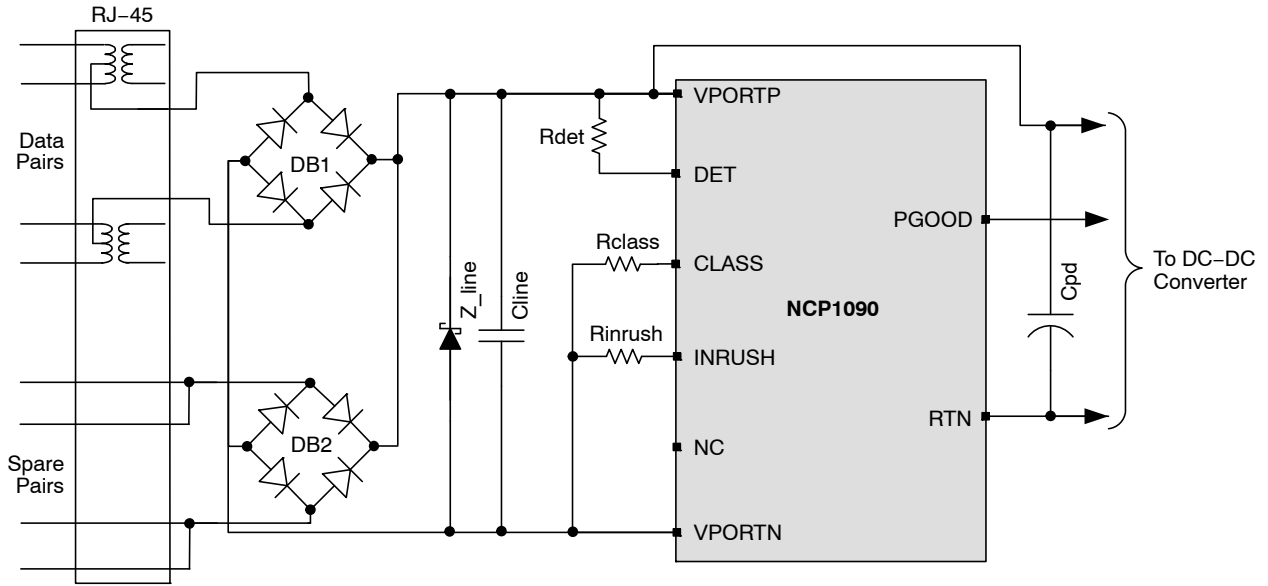 RJ−45
Data
Pairs
DB1
Z_line
Cline
Rdet
Rclass
Rinrush
VPORTP
DET
CLASS
INRUSH
NC
VPORTN
NCP1090
PGOOD
RTN
Cpd
To DC−DC
Converter
DB2
Spare
Pairs